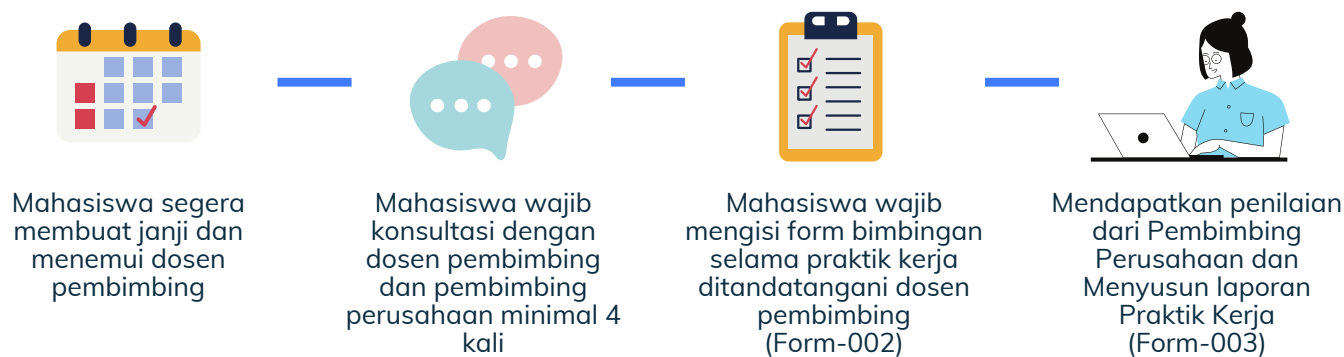 Mahasiswa segera
membuat janji dan
menemui dosen
pembimbing
Mahasiswa wajib
konsultasi dengan
dosen pembimbing
dan pembimbing
perusahaan minimal 4
kali
Mahasiswa wajib
mengisi form bimbingan
selama praktik kerja
ditandatangani dosen
pembimbing
(Form-002)
Mendapatkan penilaian
dari Pembimbing
Perusahaan dan
Menyusun laporan
Praktik Kerja
(Form-003)